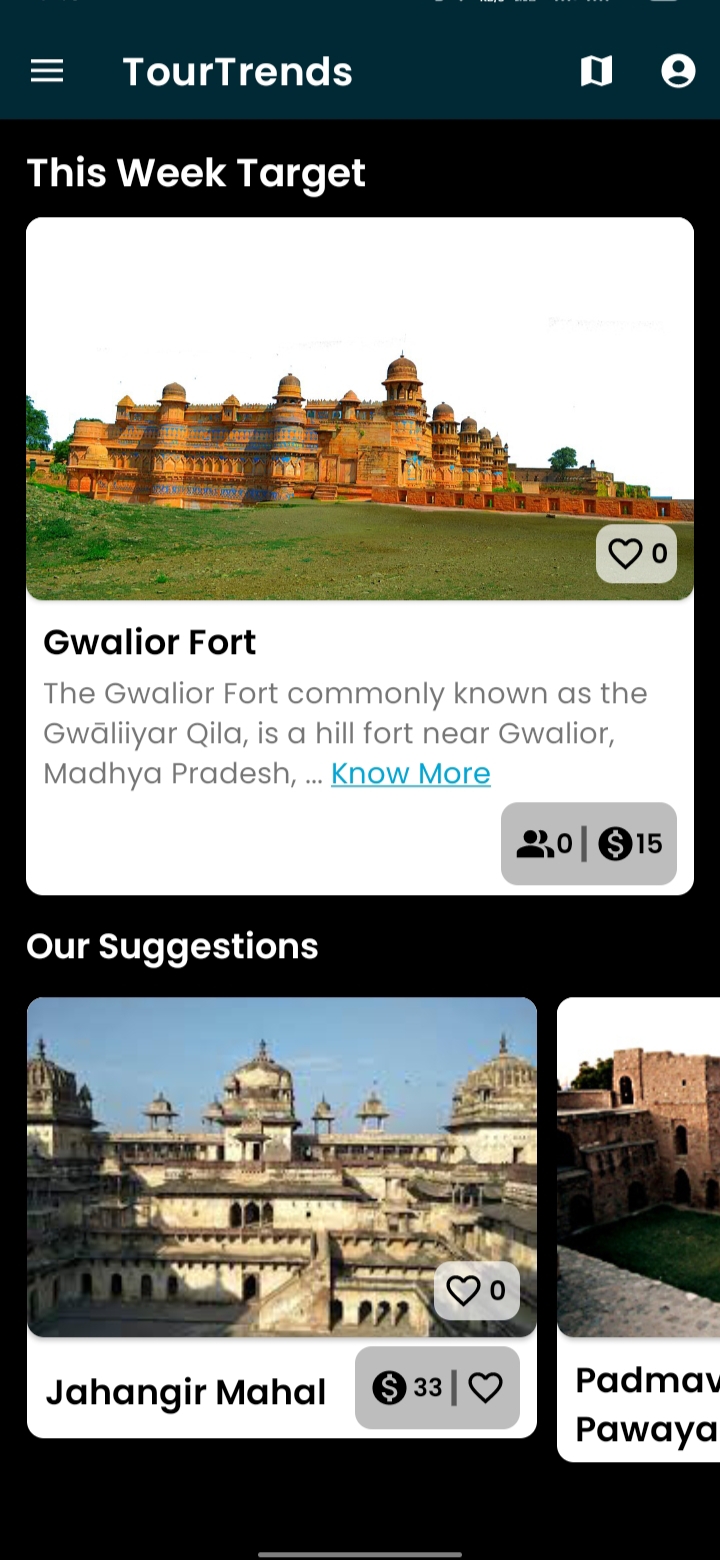 TourTrends
This Week Target
0
Gwalior Fort
The Gwalior Fort commonly known as the
Gwāliiyar Qila, is a hill fort near Gwalior,
Madhya Pradesh, ... Know More
0 | 15
Our Suggestions
0
Jahangir Mahal
33 |
Padmav
Pawaya